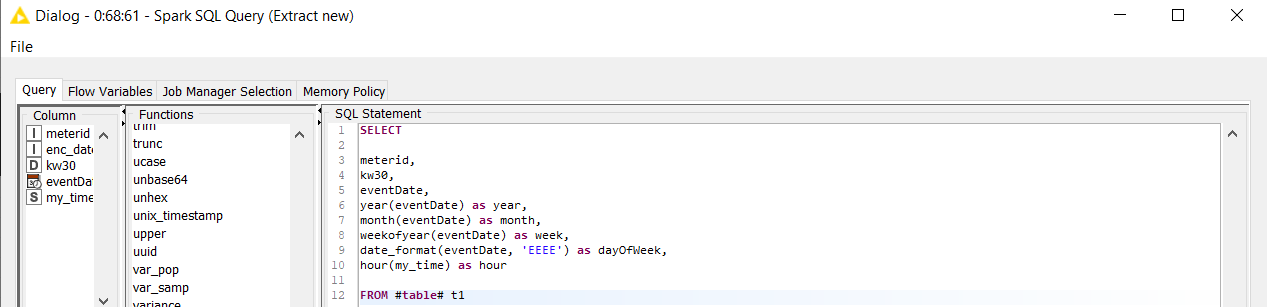 Dialog - 0:68:61 - Spark SQL Query (Extract new)
File
Query Flow Variables Job Manager Selection Memory Policy
Column
I meterid
I enc_date
D kw30
eventDat
S my_time
Functions
trim
trunc
ucase
unbase64
unhex
unix_timestamp
upper
uuid
var_pop
var_samp
variance
SQL Statement
1 SELECT
2
3 meterid,
4 kw30,
5 eventDate,
6 year(eventDate) as year,
7 month(eventDate) as month,
8 weekofyear(eventDate) as week,
9 date_format(eventDate, 'EEEE') as dayOfWeek,
10 hour(my_time) as hour
11
12 FROM #table# t1